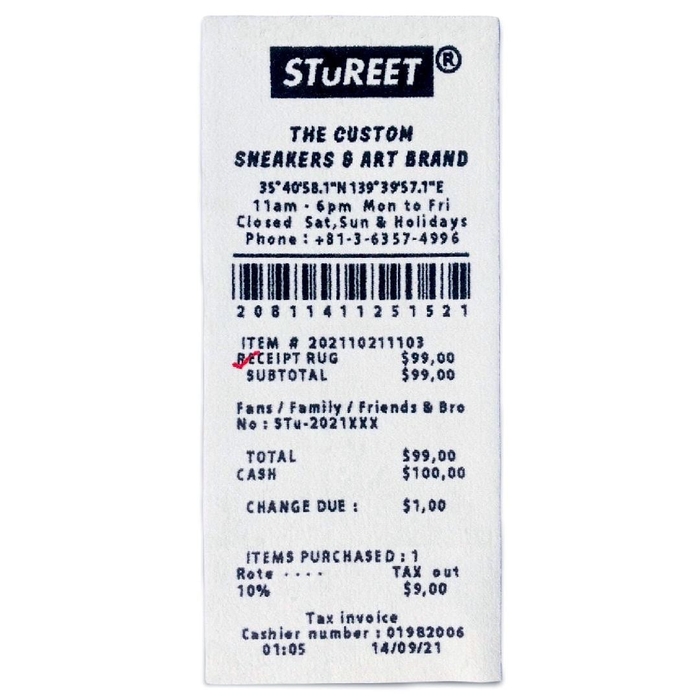 STuREET ®
THE CUSTOM
SNEAKERS & ART BRAND
35°40'58.1"N 139°39'57.1"E
11am - 6pm Mon to Fri
Closed Sat,Sun & Holidays
Phone : +81-3-6357-4996
20811411251521
ITEM # 202110211103
RECEIPT RUG $99,00
SUBTOTAL $99,00
Fans / Family / Friends & Bro
No : STu-2021XXX
TOTAL $99,00
CASH $100,00
CHANGE DUE : $1,00
ITEMS PURCHASED : 1
Rate ---- TAX out
10% $9,00
Tax invoice
Cashier number : 01982006
01:05 14/09/21